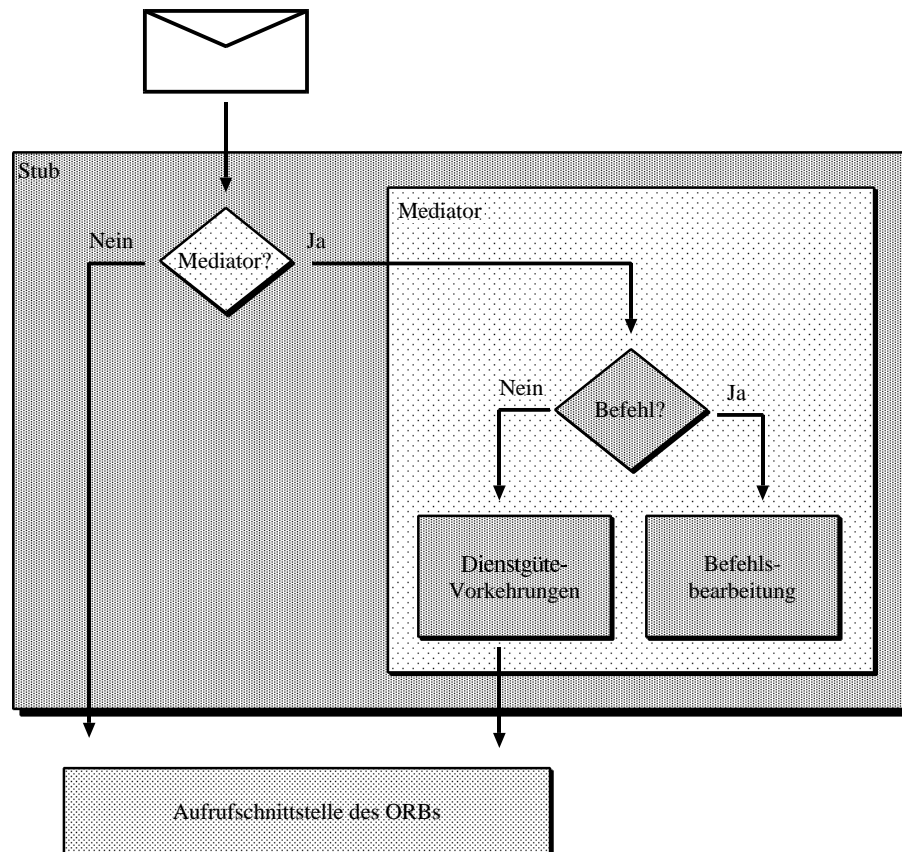 Stub
Mediator
Nein
Ja
Mediator?
Nein
Ja
Befehl?
Dienstgüte-
Vorkehrungen
Befehls-
bearbeitung
Aufrufschnittstelle des ORBs